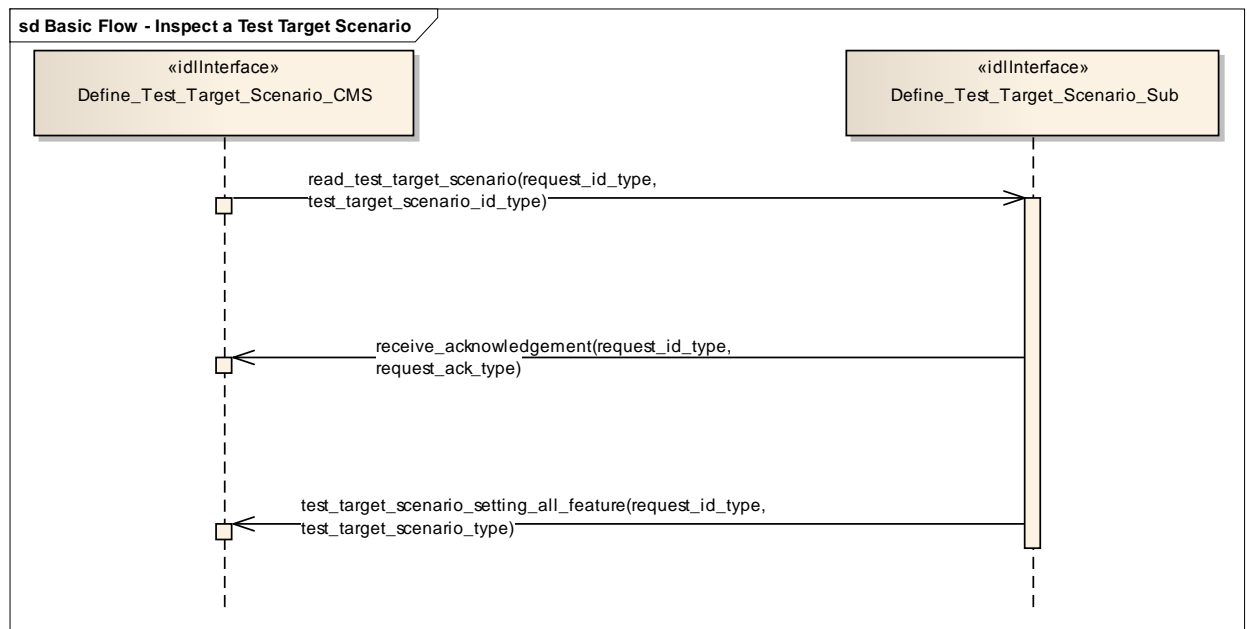 sd Basic Flow - Inspect a Test Target Scenario
«idlInterface»
Define_Test_Target_Scenario_CMS
«idlInterface»
Define_Test_Target_Scenario_Sub
read_test_target_scenario(request_id_type,
test_target_scenario_id_type)
receive_acknowledgement(request_id_type,
request_ack_type)
test_target_scenario_setting_all_feature(request_id_type,
test_target_scenario_type)